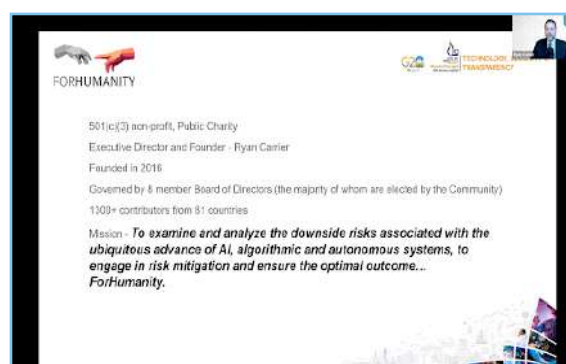 FORHUMANITY
G20
TECHNOLOGY
TRANSPARENCY
501(c)(3) non-profit, Public Charity
Executive Director and Founder - Ryan Carrier
Founded in 2016
Governed by 8 member Board of Directors (the majority of whom are elected by the Community)
1300+ contributors from 81 countries
Mission - To examine and analyze the downside risks associated with the
ubiquitous advance of AI, algorithmic and autonomous systems, to
engage in risk mitigation and ensure the optimal outcome...
ForHumanity.